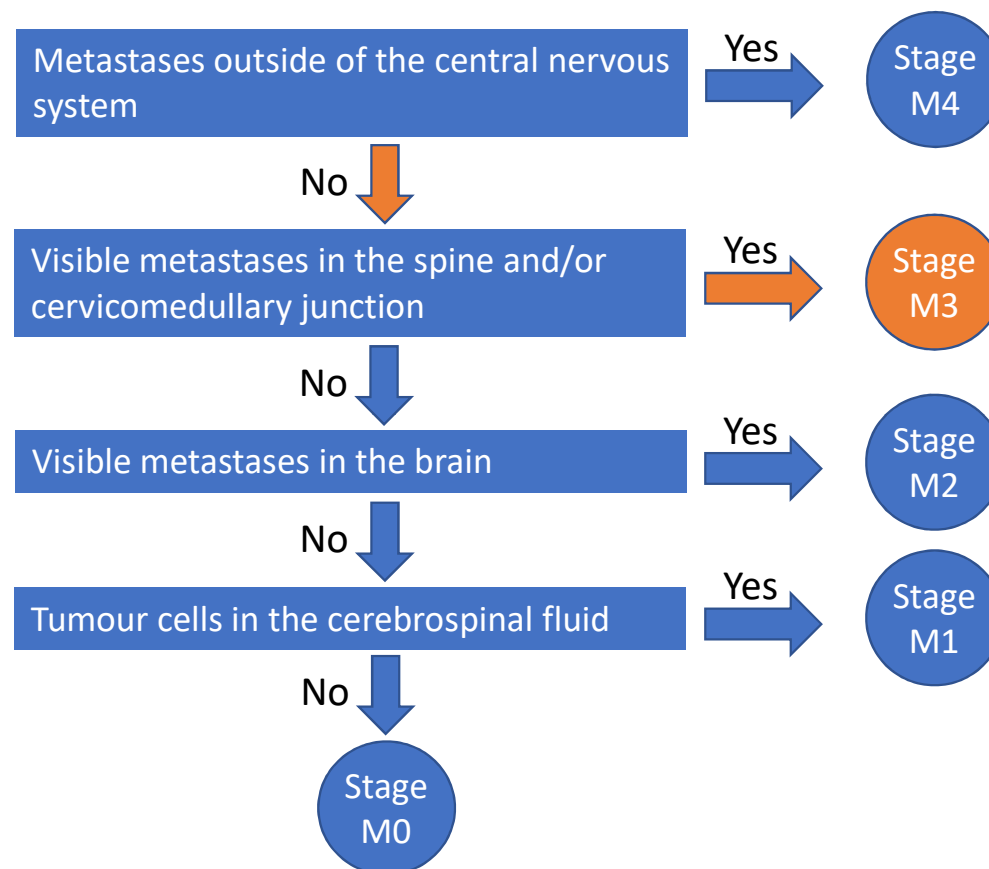 Metastases outside of the central nervous
system
Yes
Stage
M4
No
Visible metastases in the spine and/or
cervicomedullary junction
Yes
Stage
M3
No
Visible metastases in the brain
Yes
Stage
M2
No
Tumour cells in the cerebrospinal fluid
Yes
Stage
M1
No
Stage
M0